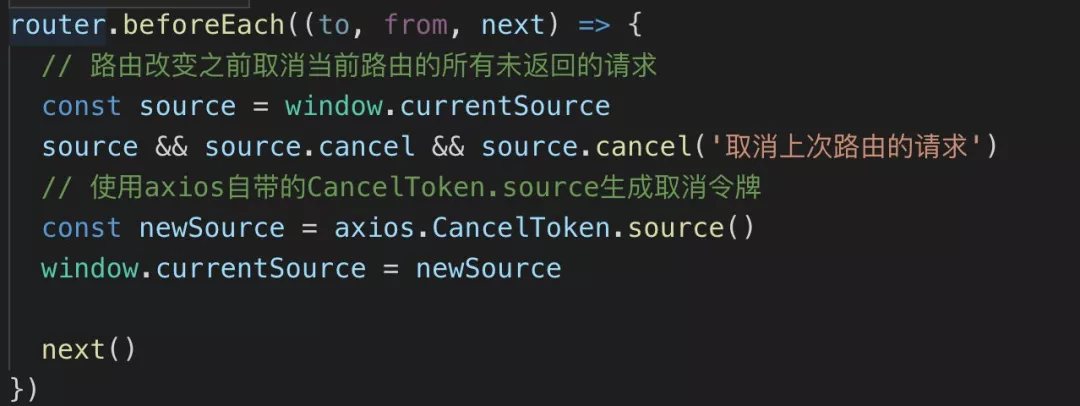 router.beforeEach((to, from, next) => {
  // 路由改变之前取消当前路由的所有未返回的请求
  const source = window.currentSource
  source && source.cancel && source.cancel('取消上次路由的请求')
  // 使用axios自带的CancelToken.source生成取消令牌
  const newSource = axios.CancelToken.source()
  window.currentSource = newSource

  next()
})